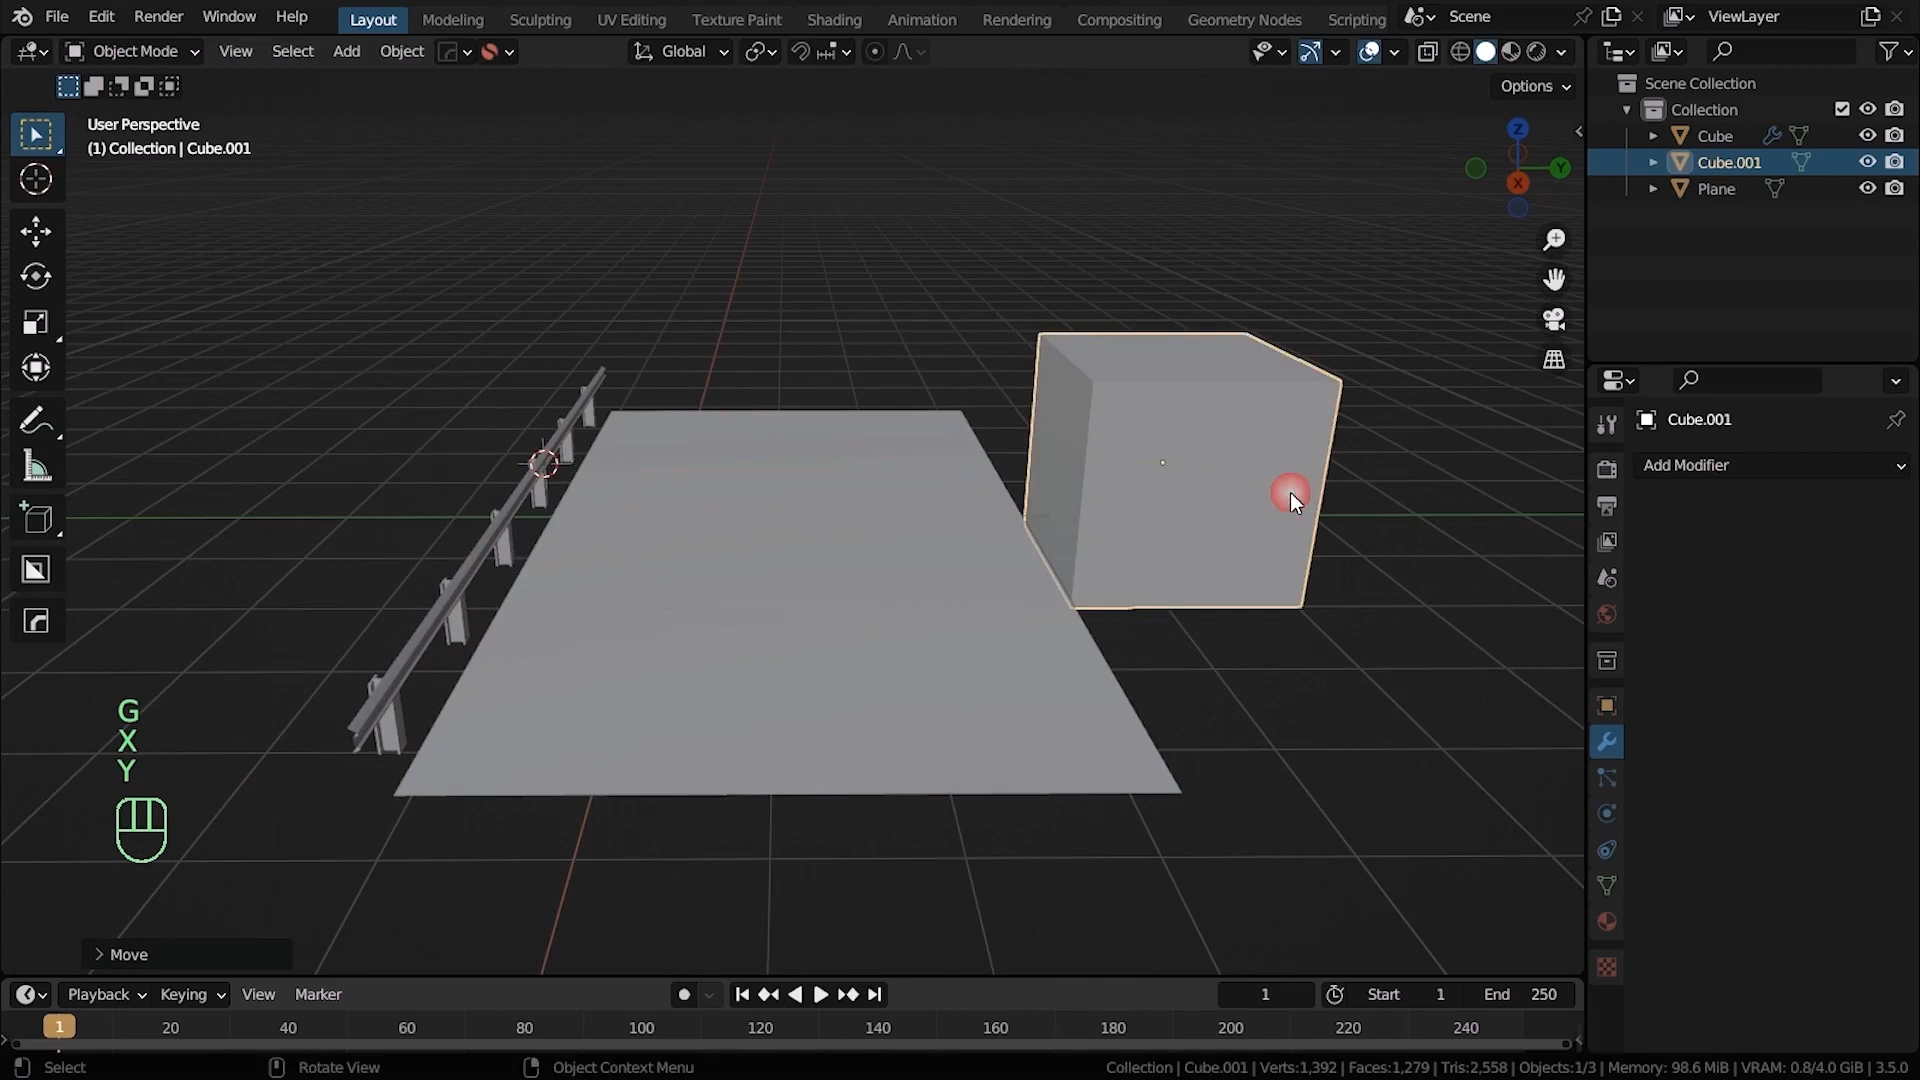 File Edit Render Window Help Layout Modeling Sculpting UV Editing Texture Paint Shading Animation Rendering Compositing Geometry Nodes Scripting Scene ViewLayer
Object Mode View Select Add Object Global
Options
User Perspective
(1) Collection | Cube.001
Z
Y
X
Scene Collection
Collection
Cube
Cube.001
Plane
Cube.001
Add Modifier
G
X
Y
Move
Playback Keying View Marker 1 Start 1 End 250
1 20 40 60 80 100 120 140 160 180 200 220 240
Select Rotate View Object Context Menu Collection | Cube.001 | Verts:1,392 | Faces:1,279 | Tris:2,558 | Objects:1/3 | Memory: 98.6 MiB | VRAM: 0.8/4.0 GiB | 3.5.0